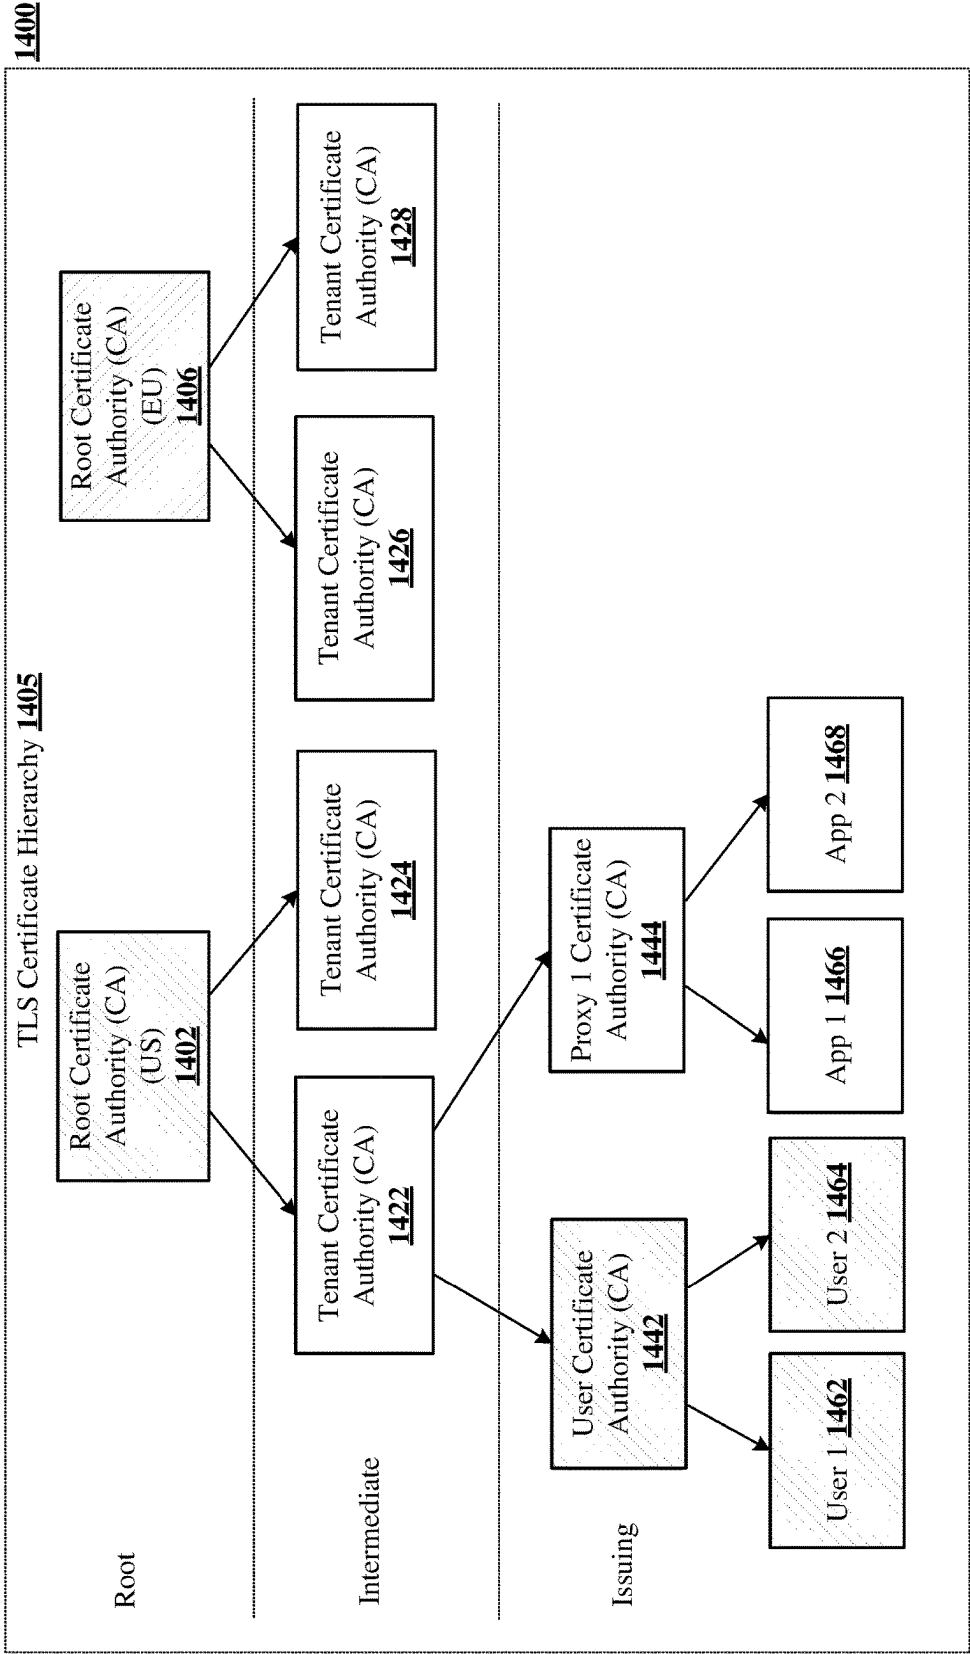 1400
TLS Certificate Hierarchy 1405
Root
Root Certificate
Authority (CA)
(US)
1402
Root Certificate
Authority (CA)
(EU)
1406
Intermediate
Tenant Certificate
Authority (CA)
1422
Tenant Certificate
Authority (CA)
1424
Tenant Certificate
Authority (CA)
1426
Tenant Certificate
Authority (CA)
1428
Issuing
User Certificate
Authority (CA)
1442
Proxy 1 Certificate
Authority (CA)
1444
User 1 1462
User 2 1464
App 1 1466
App 2 1468